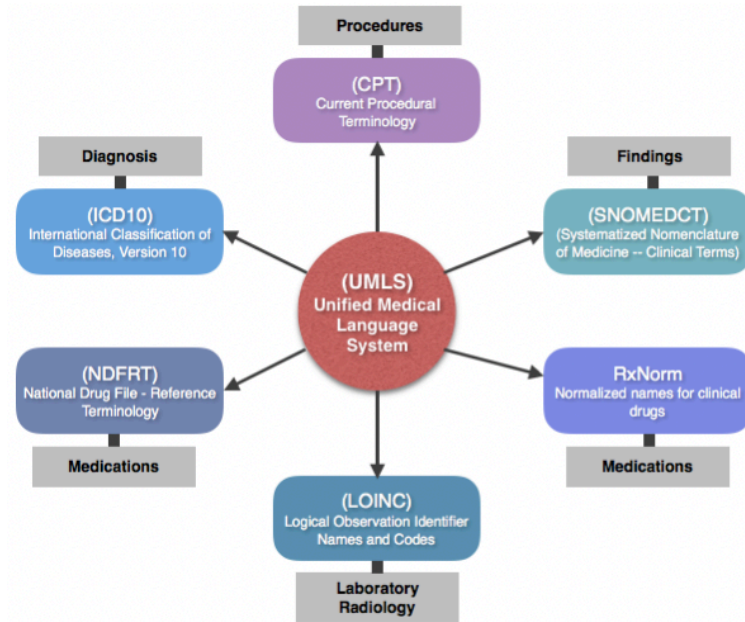 Procedures
(CPT)
Current Procedural
Terminology
Diagnosis
(ICD10)
International Classification of
Diseases, Version 10
Findings
(SNOMEDCT)
(Systematized Nomenclature
of Medicine -- Clinical Terms)
(UMLS)
Unified Medical
Language
System
(NDFRT)
National Drug File - Reference
Terminology
Medications
RxNorm
Normalized names for clinical
drugs
Medications
(LOINC)
Logical Observation Identifier
Names and Codes
Laboratory
Radiology